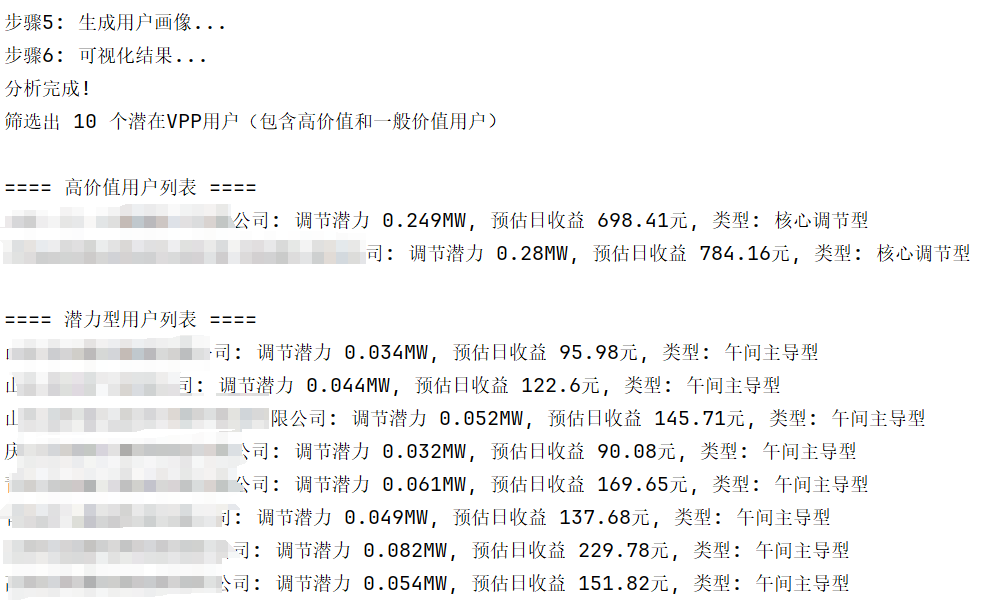 步骤5: 生成用户画像...
步骤6: 可视化结果...
分析完成!
筛选出 10 个潜在VPP用户（包含高价值和一般价值用户）
==== 高价值用户列表 ====
公司: 调节潜力 0.249MW, 预估日收益 698.41元, 类型: 核心调节型
司: 调节潜力 0.28MW, 预估日收益 784.16元, 类型: 核心调节型
==== 潜力型用户列表 ====
司: 调节潜力 0.034MW, 预估日收益 95.98元, 类型: 午间主导型
司: 调节潜力 0.044MW, 预估日收益 122.6元, 类型: 午间主导型
限公司: 调节潜力 0.052MW, 预估日收益 145.71元, 类型: 午间主导型
公司: 调节潜力 0.032MW, 预估日收益 90.08元, 类型: 午间主导型
公司: 调节潜力 0.061MW, 预估日收益 169.65元, 类型: 午间主导型
司: 调节潜力 0.049MW, 预估日收益 137.68元, 类型: 午间主导型
司: 调节潜力 0.082MW, 预估日收益 229.78元, 类型: 午间主导型
公司: 调节潜力 0.054MW, 预估日收益 151.82元, 类型: 午间主导型